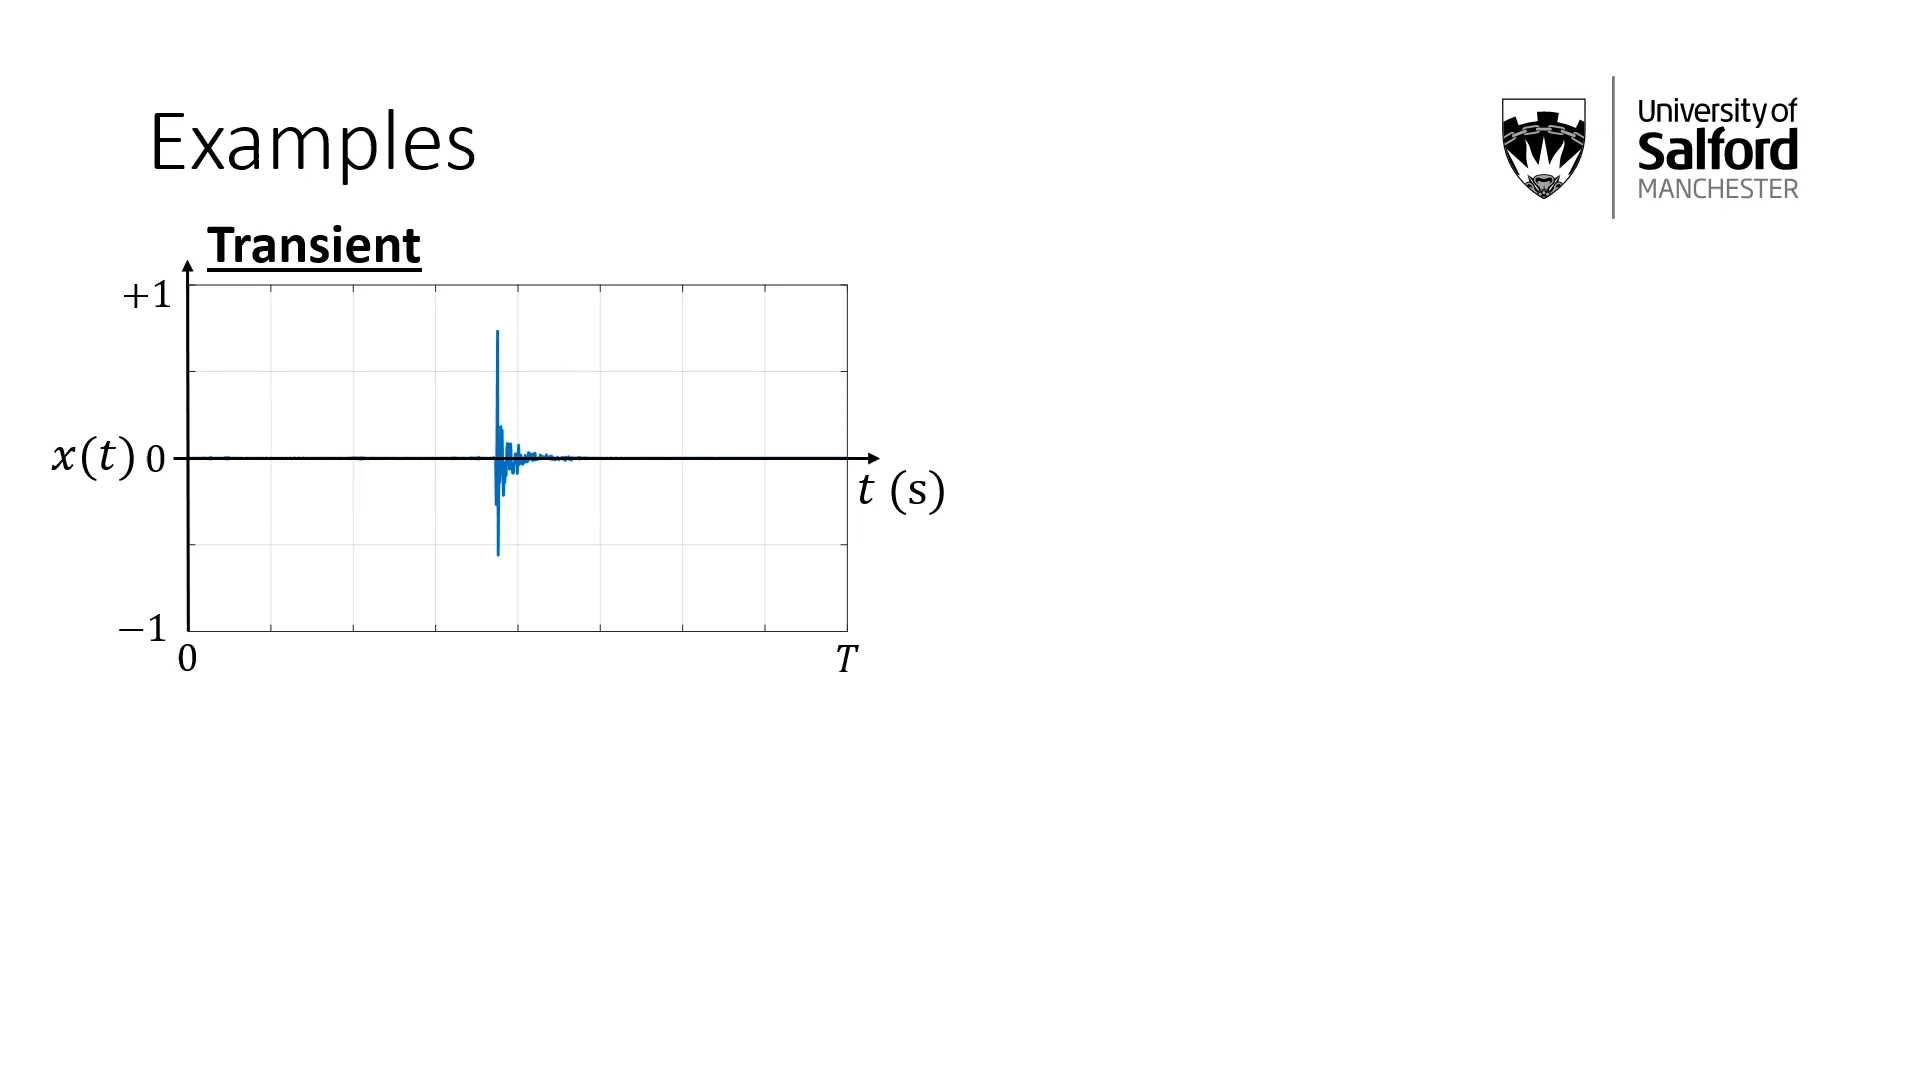 Examples
University of
Salford
MANCHESTER
Transient
+1
x(t) 0
t (s)
−1
0
T